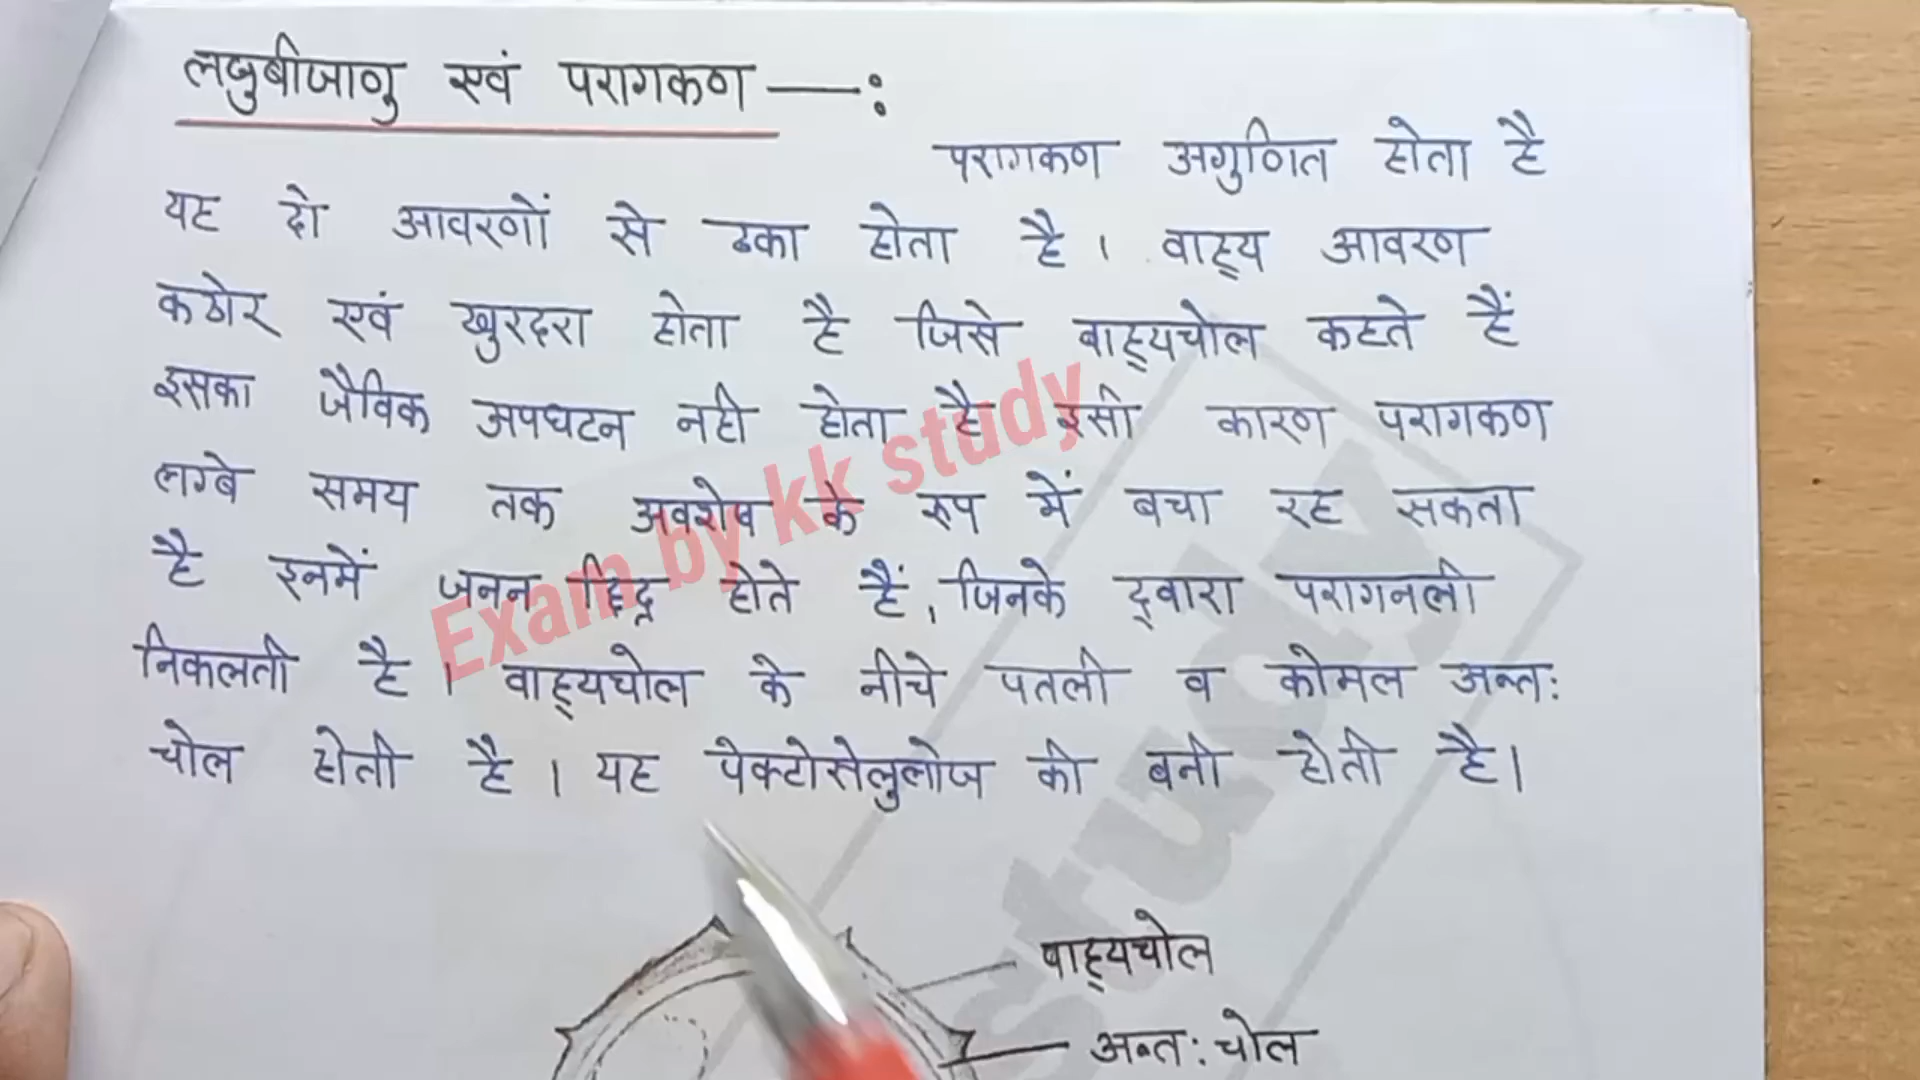 लघुबीजाणु एवं परागकण —:
परागकण अगुणित होता है
यह दो आवरणों से ढका होता है । वाह्य आवरण
कठोर एवं खुरदरा होता है जिसे वाह्यचोल कहते हैं
इसका जैविक अपघटन नही होता है इसी कारण परागकण
लम्बे समय तक अवशेष के रूप में बचा रह सकता
है इनमें जनन छिद्र होते हैं, जिनके द्वारा परागनली
निकलती है । वाह्यचोल के नीचे पतली व कोमल अन्तः
चोल होती है । यह पेक्टोसेलुलोज की बनी होती है।
Exam by kk study
study
वाह्यचोल
अन्तः चोल